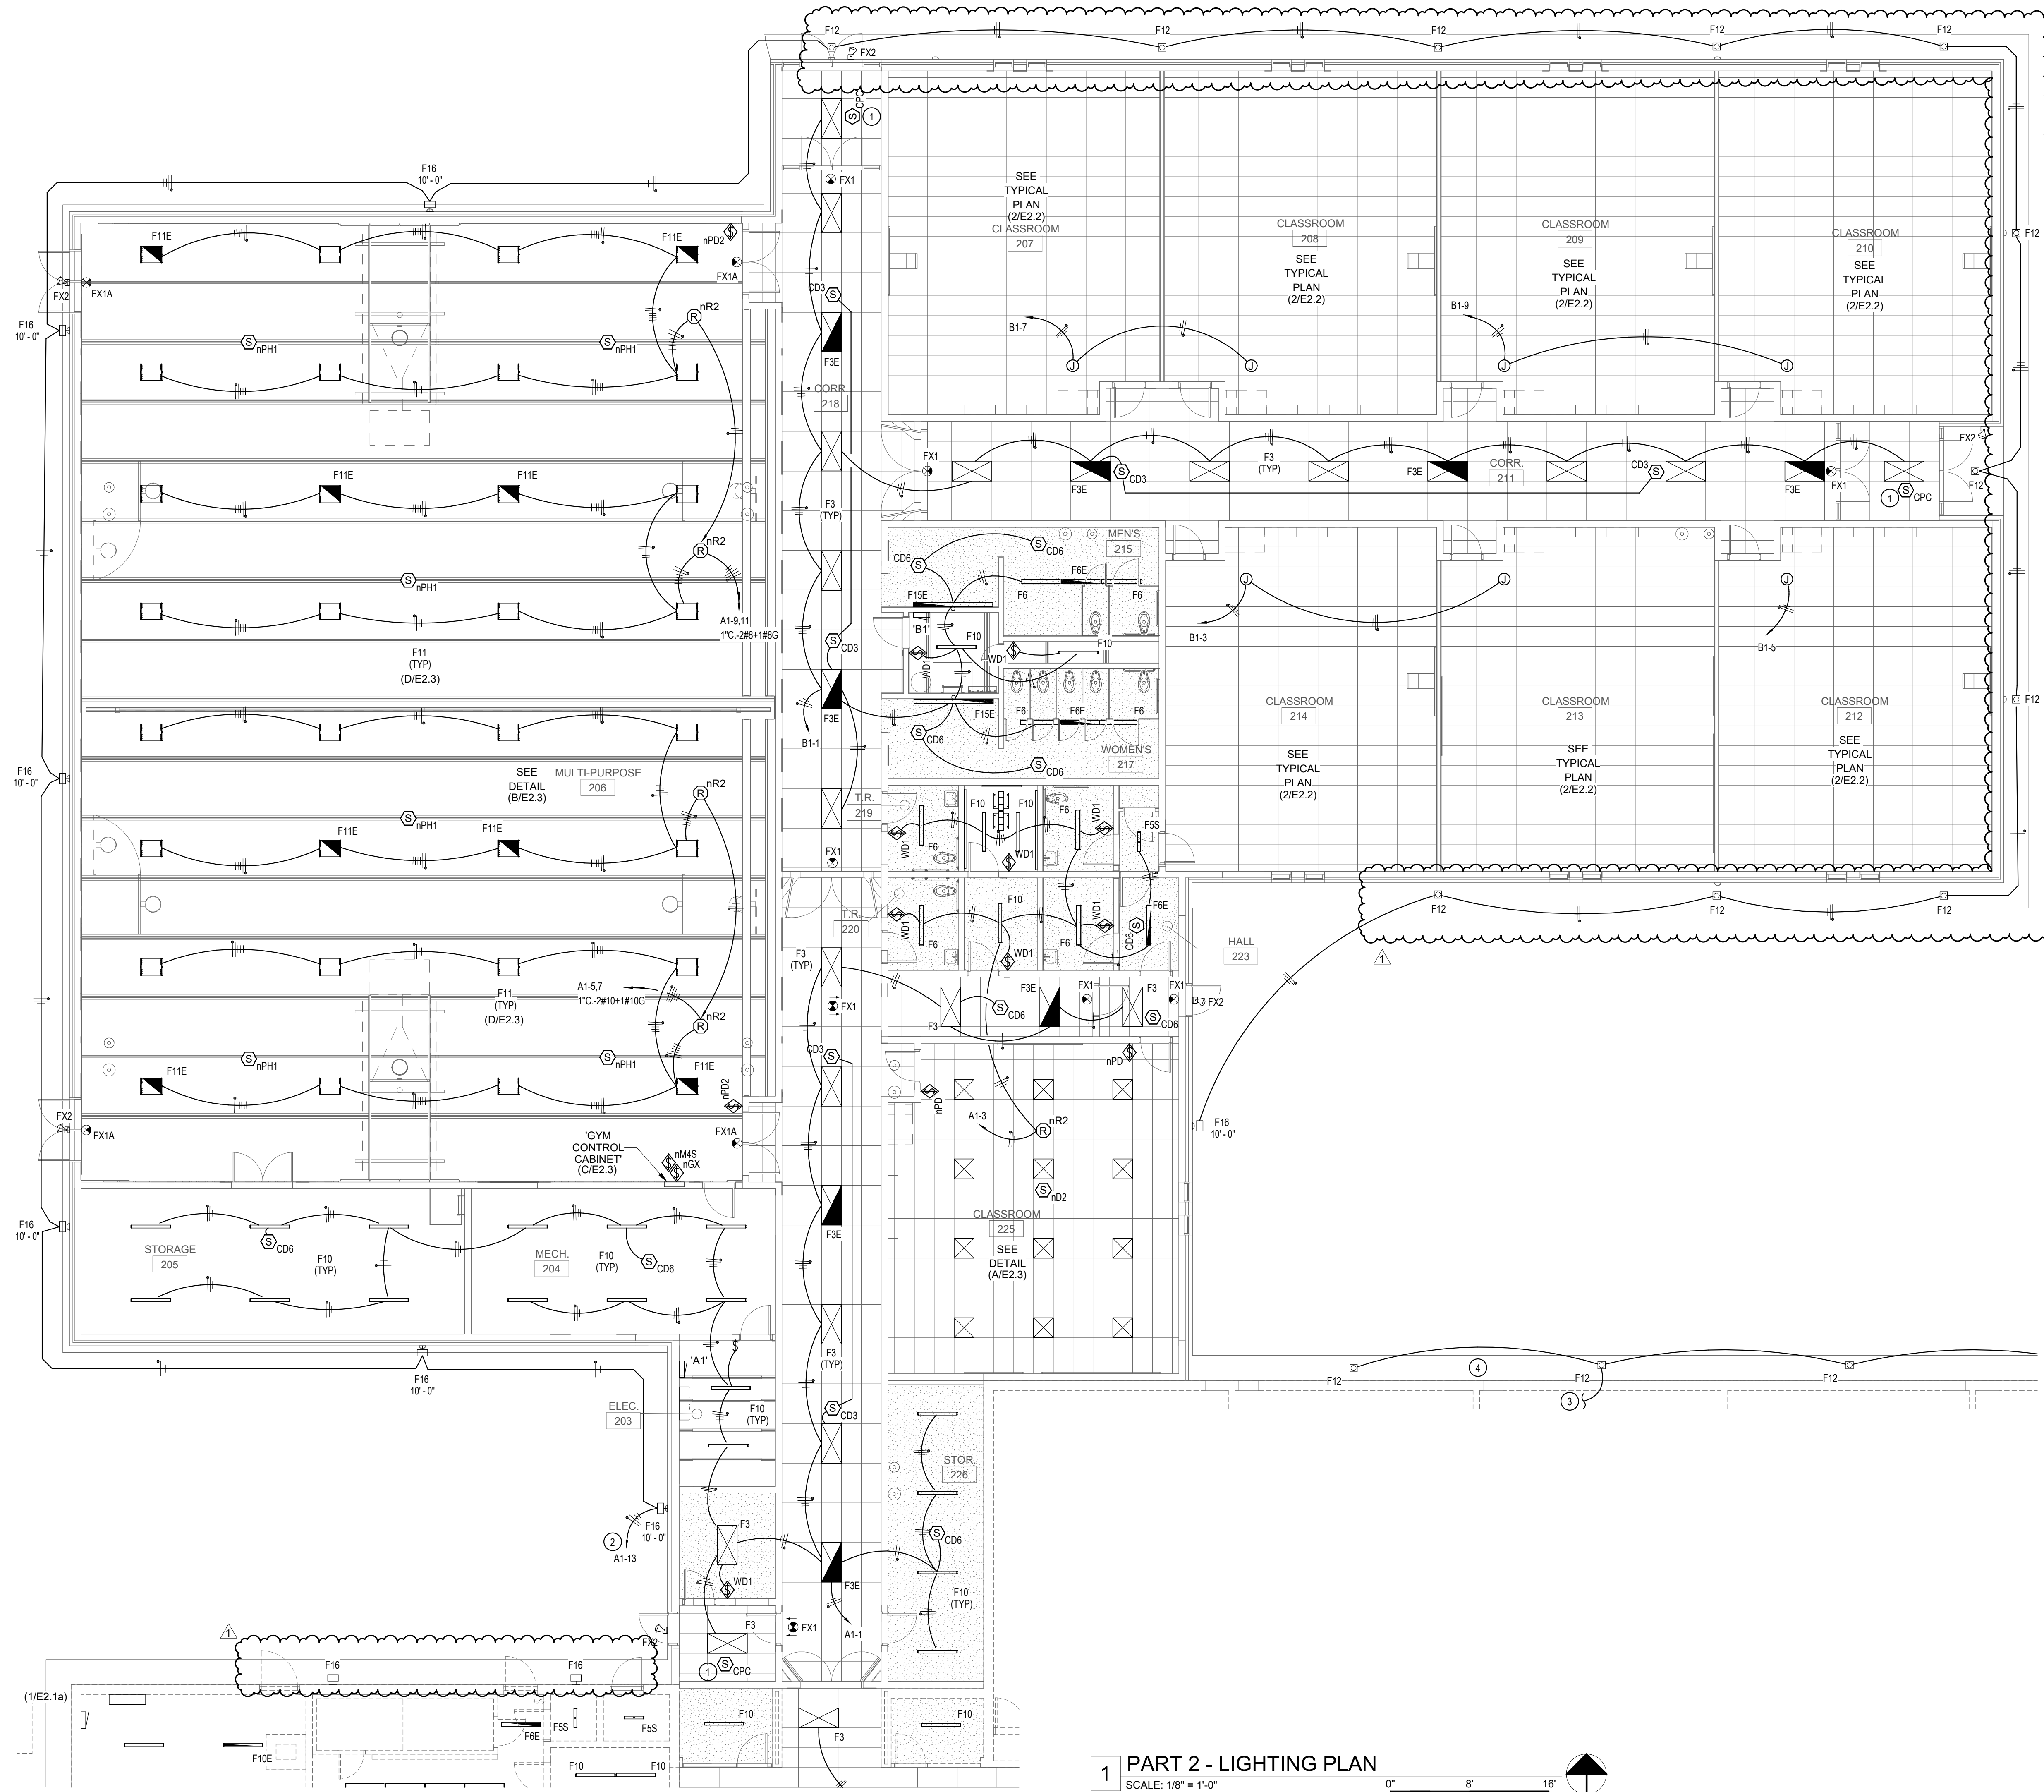 F12
F12
F12
F12
F12
FX2
CPC
1
F16
10' - 0"
FX1
F11E
F11E
nPD2
FX1A
FX2
FX1A
F16
10' - 0"
nR2
nPH1
nPH1
CD3
F3E
CORR.
218
SEE
TYPICAL
PLAN
(2/E2.2)
CLASSROOM
207
CLASSROOM
208
SEE
TYPICAL
PLAN
(2/E2.2)
CLASSROOM
209
SEE
TYPICAL
PLAN
(2/E2.2)
CLASSROOM
210
SEE
TYPICAL
PLAN
(2/E2.2)
F12
B1-7
B1-9
J
J
J
J
FX1
F3E
CD3
F3
(TYP)
F3E
CORR.
211
CD3
F3E
FX1
1
CPC
FX2
F12
F11E
F11E
nR2
nPH1
A1-9,11
1"C.-2#8+1#8G
F11
(TYP)
(D/E2.3)
F3
(TYP)
CD3
F3E
B1-1
MEN'S
215
CD6
CD6
F6E
F6
F6
F15E
'B1'
F10
WD1
WD1
F10
F15E
F6
F6E
F6
CD6
CD6
WOMEN'S
217
J
J
J
B1-3
B1-5
CLASSROOM
214
SEE
TYPICAL
PLAN
(2/E2.2)
CLASSROOM
213
SEE
TYPICAL
PLAN
(2/E2.2)
CLASSROOM
212
SEE
TYPICAL
PLAN
(2/E2.2)
F12
F16
10' - 0"
SEE
DETAIL
(B/E2.3)
MULTI-PURPOSE
206
nR2
nPH1
F11E
F11E
T.R.
219
FX1
WD1
F6
F10
F10
WD1
F6
WD1
F5S
T.R.
220
WD1
F6
F10
WD1
F6
WD1
CD6
F6E
HALL
223
F12
F12
F12
1
F11
(TYP)
(D/E2.3)
A1-5,7
1"C.-2#10+1#10G
nR2
nPH1
nPH1
F11E
F11E
nPD2
FX2
FX1A
FX1A
F3
(TYP)
FX1
CD3
F3
CD6
F3E
FX1
F3
CD6
FX1
FX2
nPD
nPD
A1-3
nR2
nD2
CLASSROOM
225
SEE
DETAIL
(A/E2.3)
F16
10' - 0"
'GYM
CONTROL
CABINET'
(C/E2.3)
nM4S
nGX
F16
10' - 0"
STORAGE
205
CD6
F10
(TYP)
MECH.
204
F10
(TYP)
CD6
F3E
F3
(TYP)
CD3
F16
10' - 0"
'A1'
ELEC.
203
F10
(TYP)
F12
4
F12
3
F12
STOR.
226
CD6
F10
(TYP)
F16
10' - 0"
2
A1-13
F3
WD1
F3E
A1-1
FX1
F3
1
CPC
FX2
1
F16
F16
(1/E2.1a)
F10E
F6E
F5S
F5S
F10
F10
F10
F3
F10
1
PART 2 - LIGHTING PLAN
SCALE: 1/8" = 1'-0"
0"
8'
16'